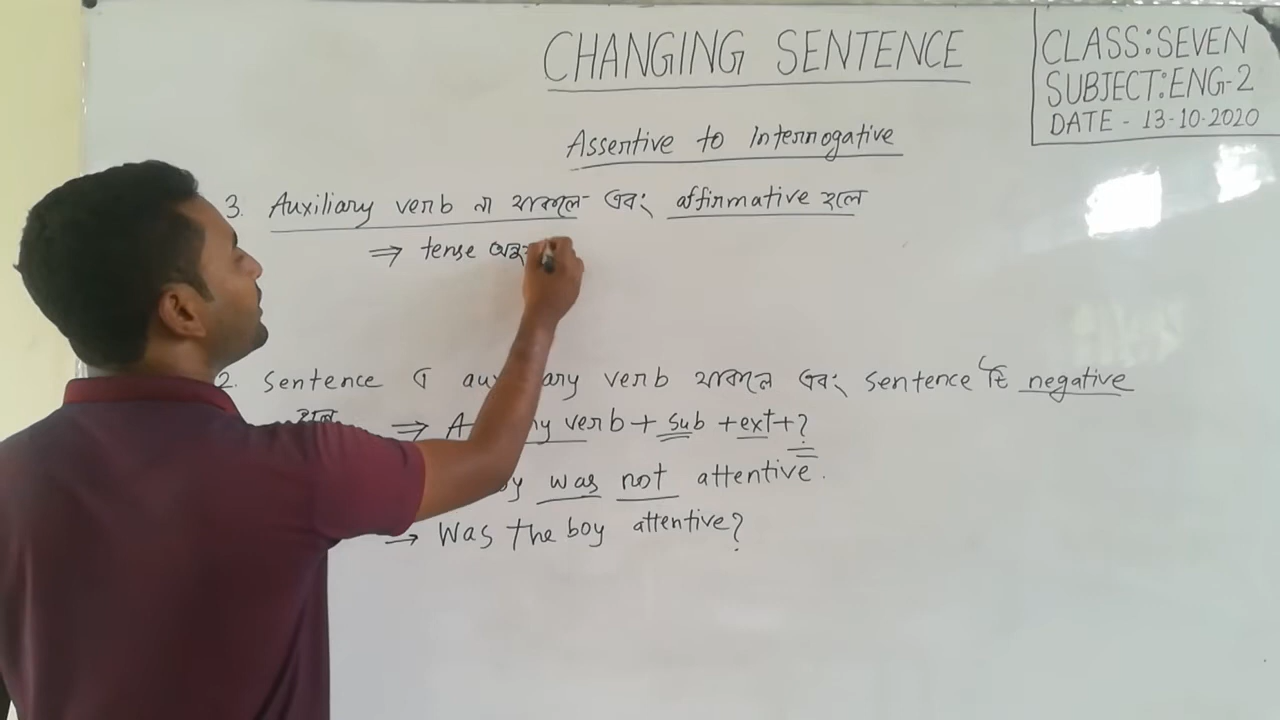 CHANGING SENTENCE
CLASS:SEVEN
SUBJECT:ENG-2
DATE - 13-10-2020
Assertive to Interrogative
3. Auxiliary verb না থাকলে এবং affirmative হলে
⇒ tense
2. Sentence এ auxiliary verb থাকলে এবং sentence টি negative
হলে ⇒ verb + sub + ext + ?
was not attentive.
→ Was the boy attentive?